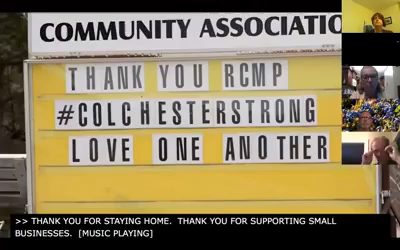 COMMUNITY ASSOCIATIO
THANK YOU RCMP
#COLCHESTERSTRONG
LOVE ONE ANOTHER
>> THANK YOU FOR STAYING HOME. THANK YOU FOR SUPPORTING SMALL
BUSINESSES. [MUSIC PLAYING]